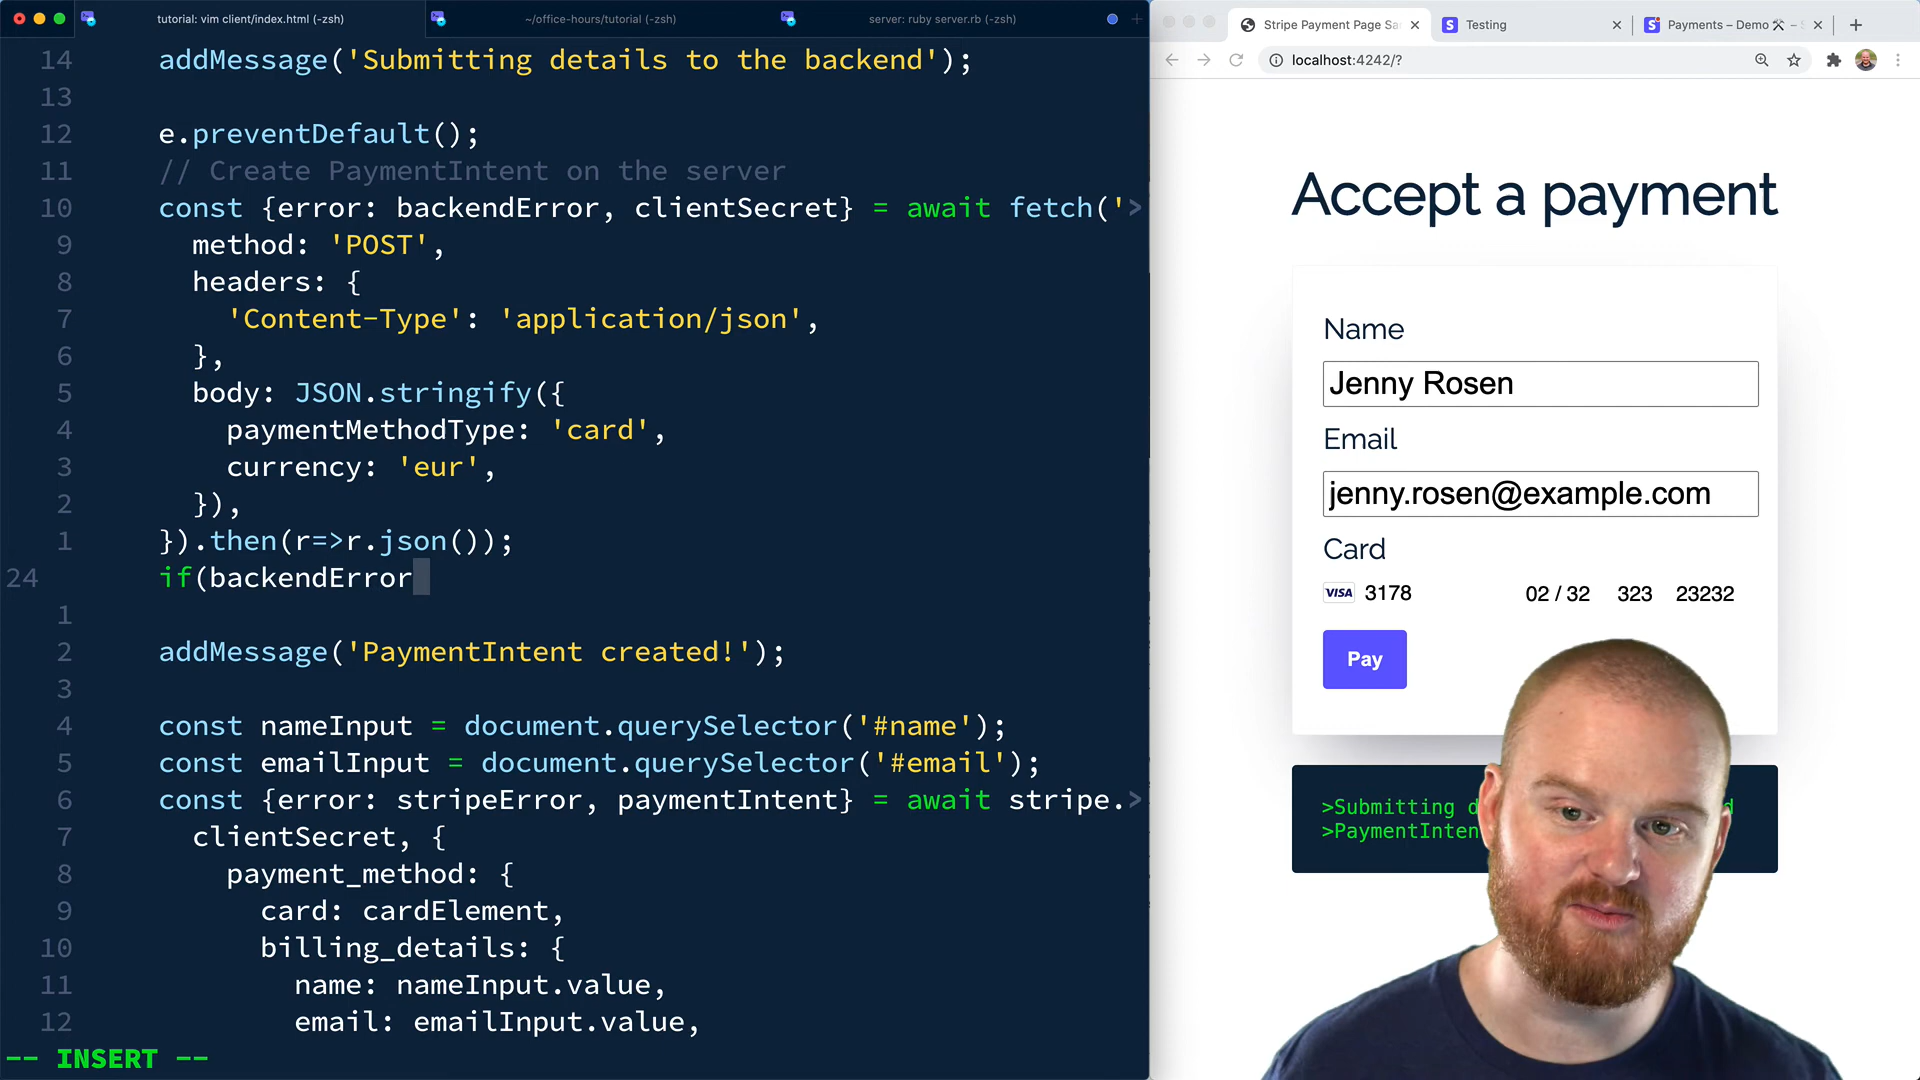 tutorial: vim client/index.html (-zsh)
~/office-hours/tutorial (-zsh)
server: ruby server.rb (-zsh)
14 addMessage('Submitting details to the backend');
13
12 e.preventDefault();
11 // Create PaymentIntent on the server
10 const {error: backendError, clientSecret} = await fetch('>
9 method: 'POST',
8 headers: {
7 'Content-Type': 'application/json',
6 },
5 body: JSON.stringify({
4 paymentMethodType: 'card',
3 currency: 'eur',
2 }),
1 }).then(r=>r.json());
24 if(backendError
1
2 addMessage('PaymentIntent created!');
3
4 const nameInput = document.querySelector('#name');
5 const emailInput = document.querySelector('#email');
6 const {error: stripeError, paymentIntent} = await stripe.>
7 clientSecret, {
8 payment_method: {
9 card: cardElement,
10 billing_details: {
11 name: nameInput.value,
12 email: emailInput.value,
-- INSERT --
Stripe Payment Page Sa
Testing
Payments – Demo
localhost:4242/?
Accept a payment
Name
Jenny Rosen
Email
jenny.rosen@example.com
Card
VISA 3178 02 / 32 323 23232
Pay
>Submitting d
>PaymentInten